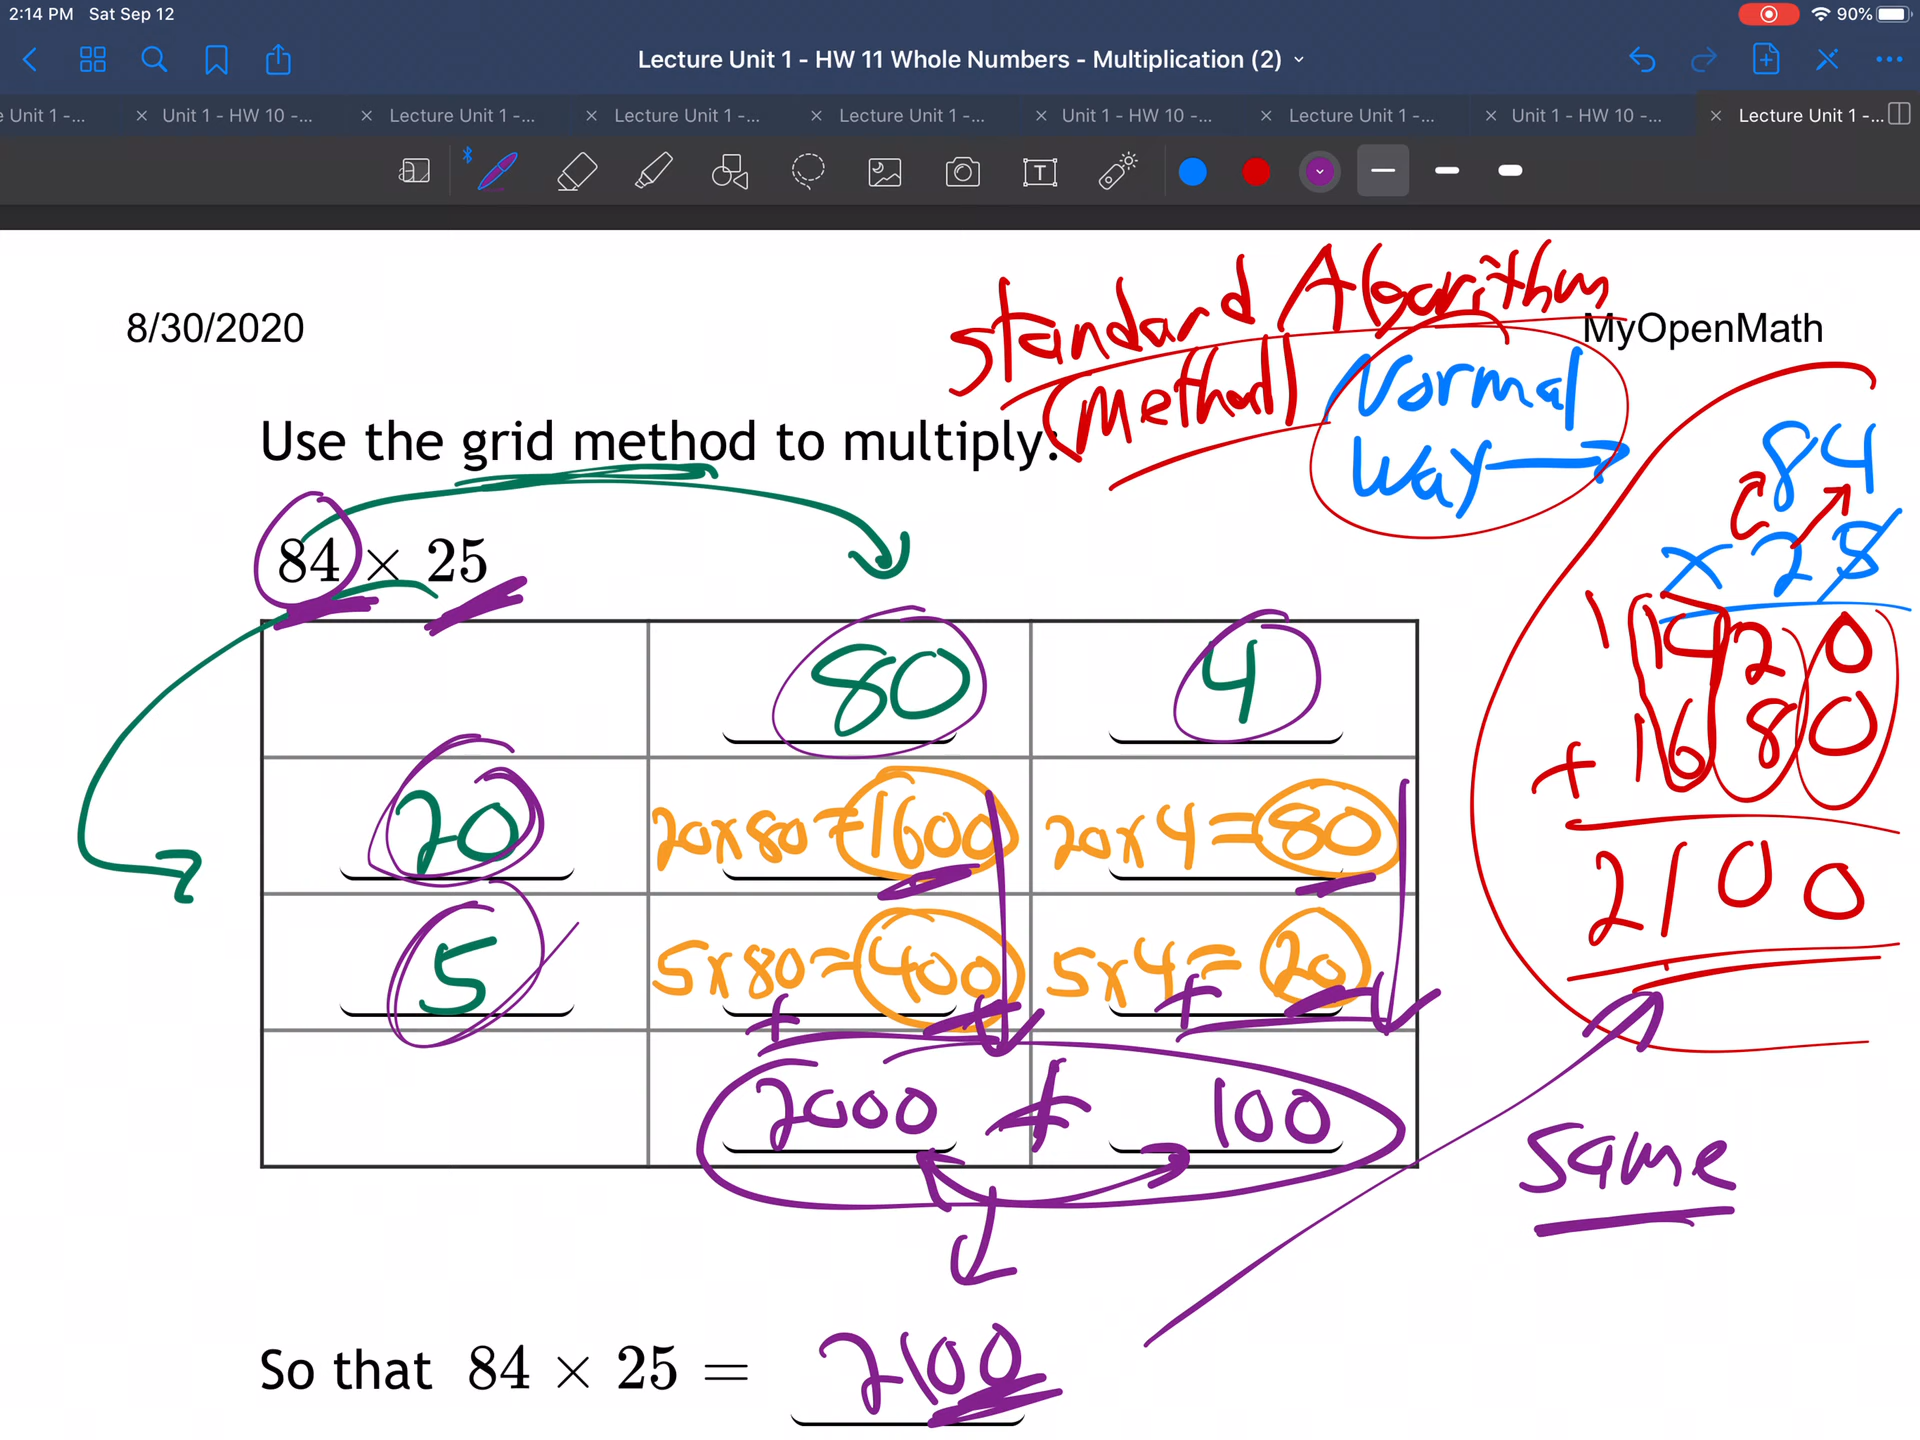 2:14 PM Sat Sep 12
90%
Lecture Unit 1 - HW 11 Whole Numbers - Multiplication (2)
e Unit 1 -... × Unit 1 - HW 10 -... × Lecture Unit 1 -... × Lecture Unit 1 -... × Lecture Unit 1 -... × Unit 1 - HW 10 -... × Lecture Unit 1 -... × Unit 1 - HW 10 -... × Lecture Unit 1 -...
T
8/30/2020
Standard Algorithm
MyOpenMath
(Method)
Normal
Way
Use the grid method to multiply:
84 × 25
80 4
20 20x80=1600 20x4=80
5 5x80=400 5x4=20
+ +
2000 + 100
So that 84 × 25 = 2100
84
x 25
1
420
+ 1680
2100
Same